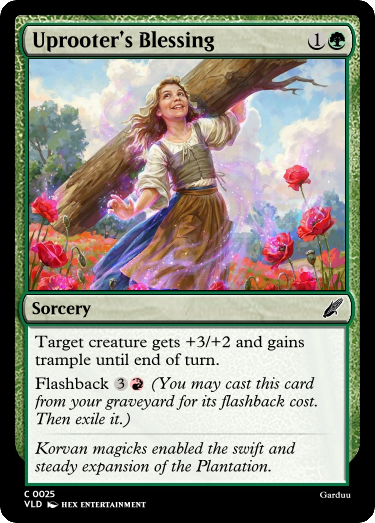 Uprooter's Blessing 1
Sorcery
Target creature gets +3/+2 and gains
trample until end of turn.
Flashback 3 (You may cast this card
from your graveyard for its flashback cost.
Then exile it.)
Korvan magicks enabled the swift and
steady expansion of the Plantation.
C 0025
VLD HEX ENTERTAINMENT
Garduu